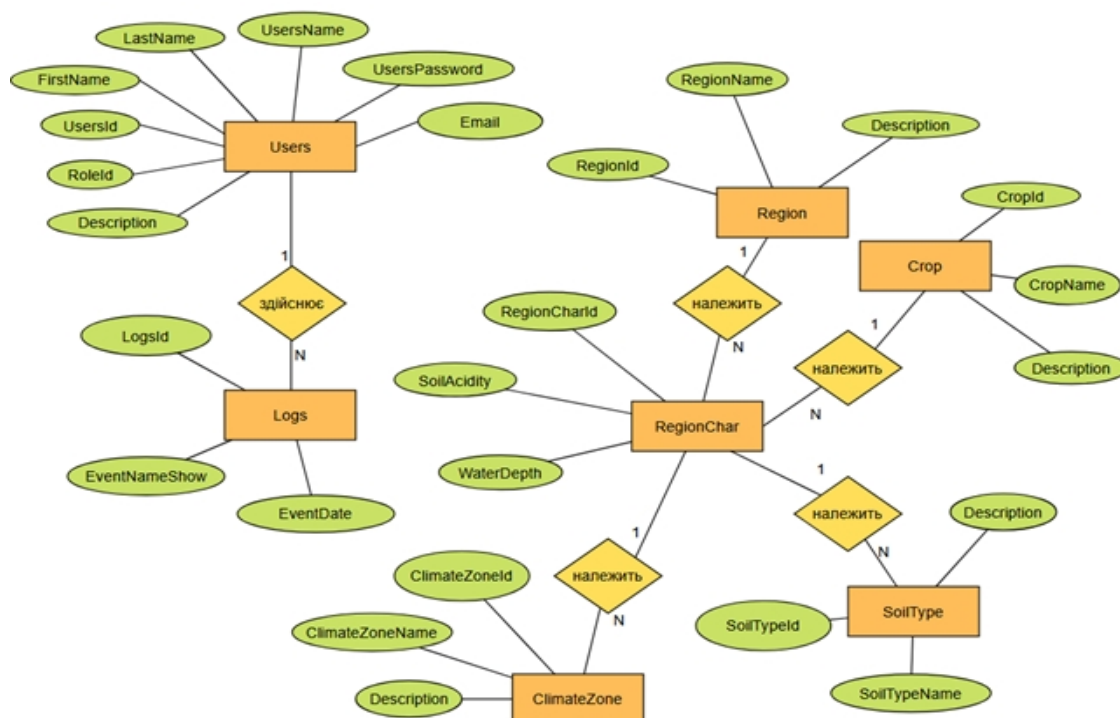 LastName
UsersName
FirstName
UsersPassword
UsersId
Email
Users
RoleId
Description
1
здійснює
N
LogsId
Logs
EventNameShow
EventDate
RegionName
Description
RegionId
Region
1
належить
N
CropId
Crop
CropName
Description
1
належить
N
RegionCharId
SoilAcidity
RegionChar
WaterDepth
1
належить
N
Description
SoilTypeId
SoilType
SoilTypeName
1
належить
N
ClimateZoneId
ClimateZoneName
Description
ClimateZone